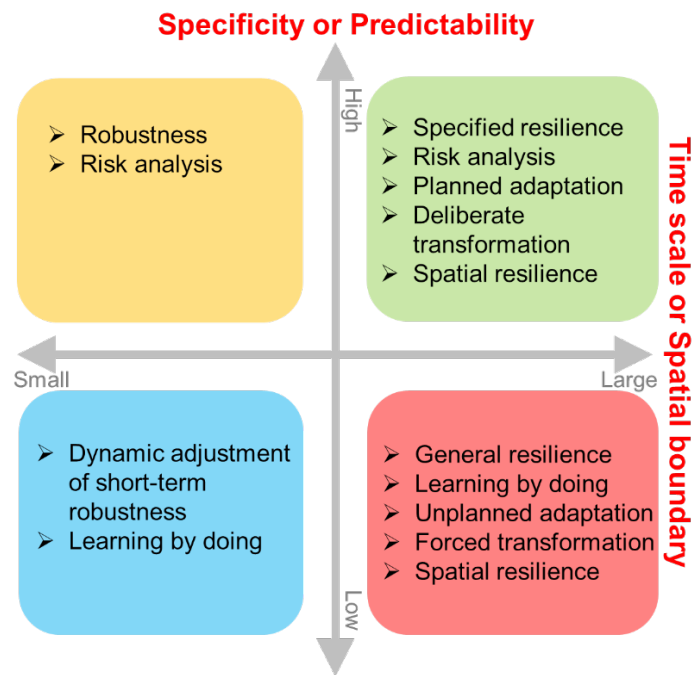 Specificity or Predictability
High
➢ Robustness
➢ Risk analysis
➢ Specified resilience
➢ Risk analysis
➢ Planned adaptation
➢ Deliberate
transformation
➢ Spatial resilience
Time scale or Spatial boundary
Small
Large
➢ Dynamic adjustment
of short-term
robustness
➢ Learning by doing
➢ General resilience
➢ Learning by doing
➢ Unplanned adaptation
➢ Forced transformation
➢ Spatial resilience
Low